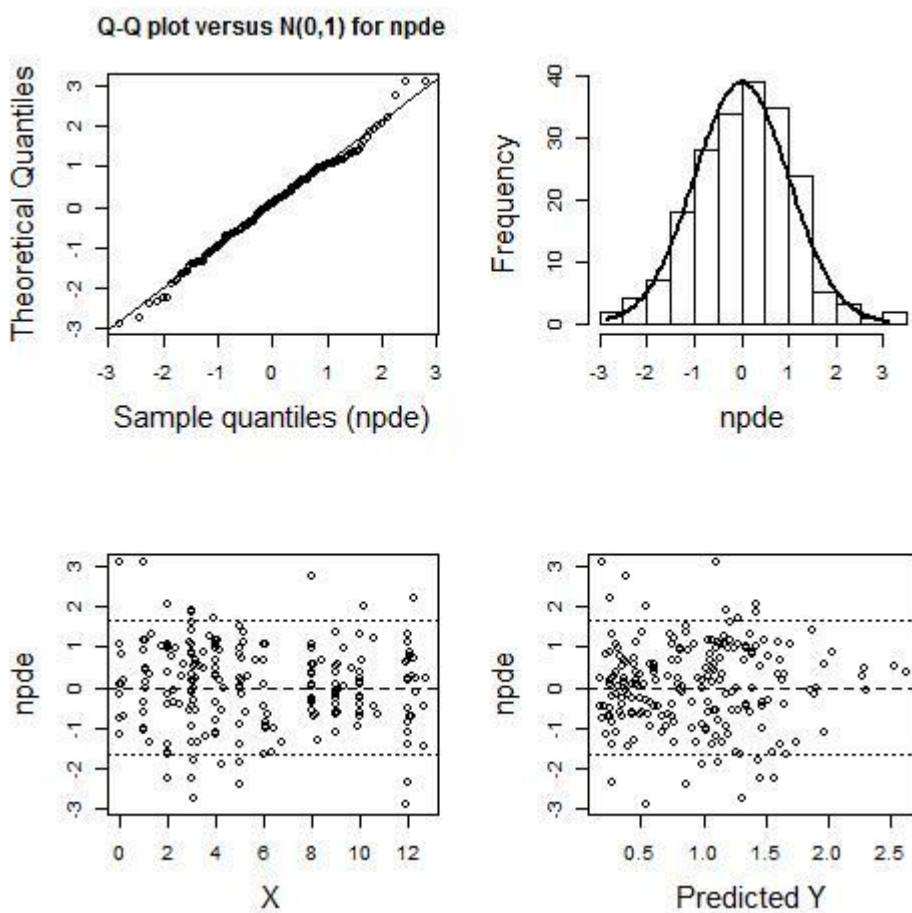 Q-Q plot versus N(0,1) for npde
Theoretical Quantiles
3
2
1
0
-1
-2
-3
-3 -2 -1 0 1 2 3
Sample quantiles (npde)
Frequency
40
30
20
10
0
-3 -2 -1 0 1 2 3
npde
npde
3
2
1
0
-1
-2
-3
0 2 4 6 8 10 12
X
npde
3
2
1
0
-1
-2
-3
0.5 1.0 1.5 2.0 2.5
Predicted Y